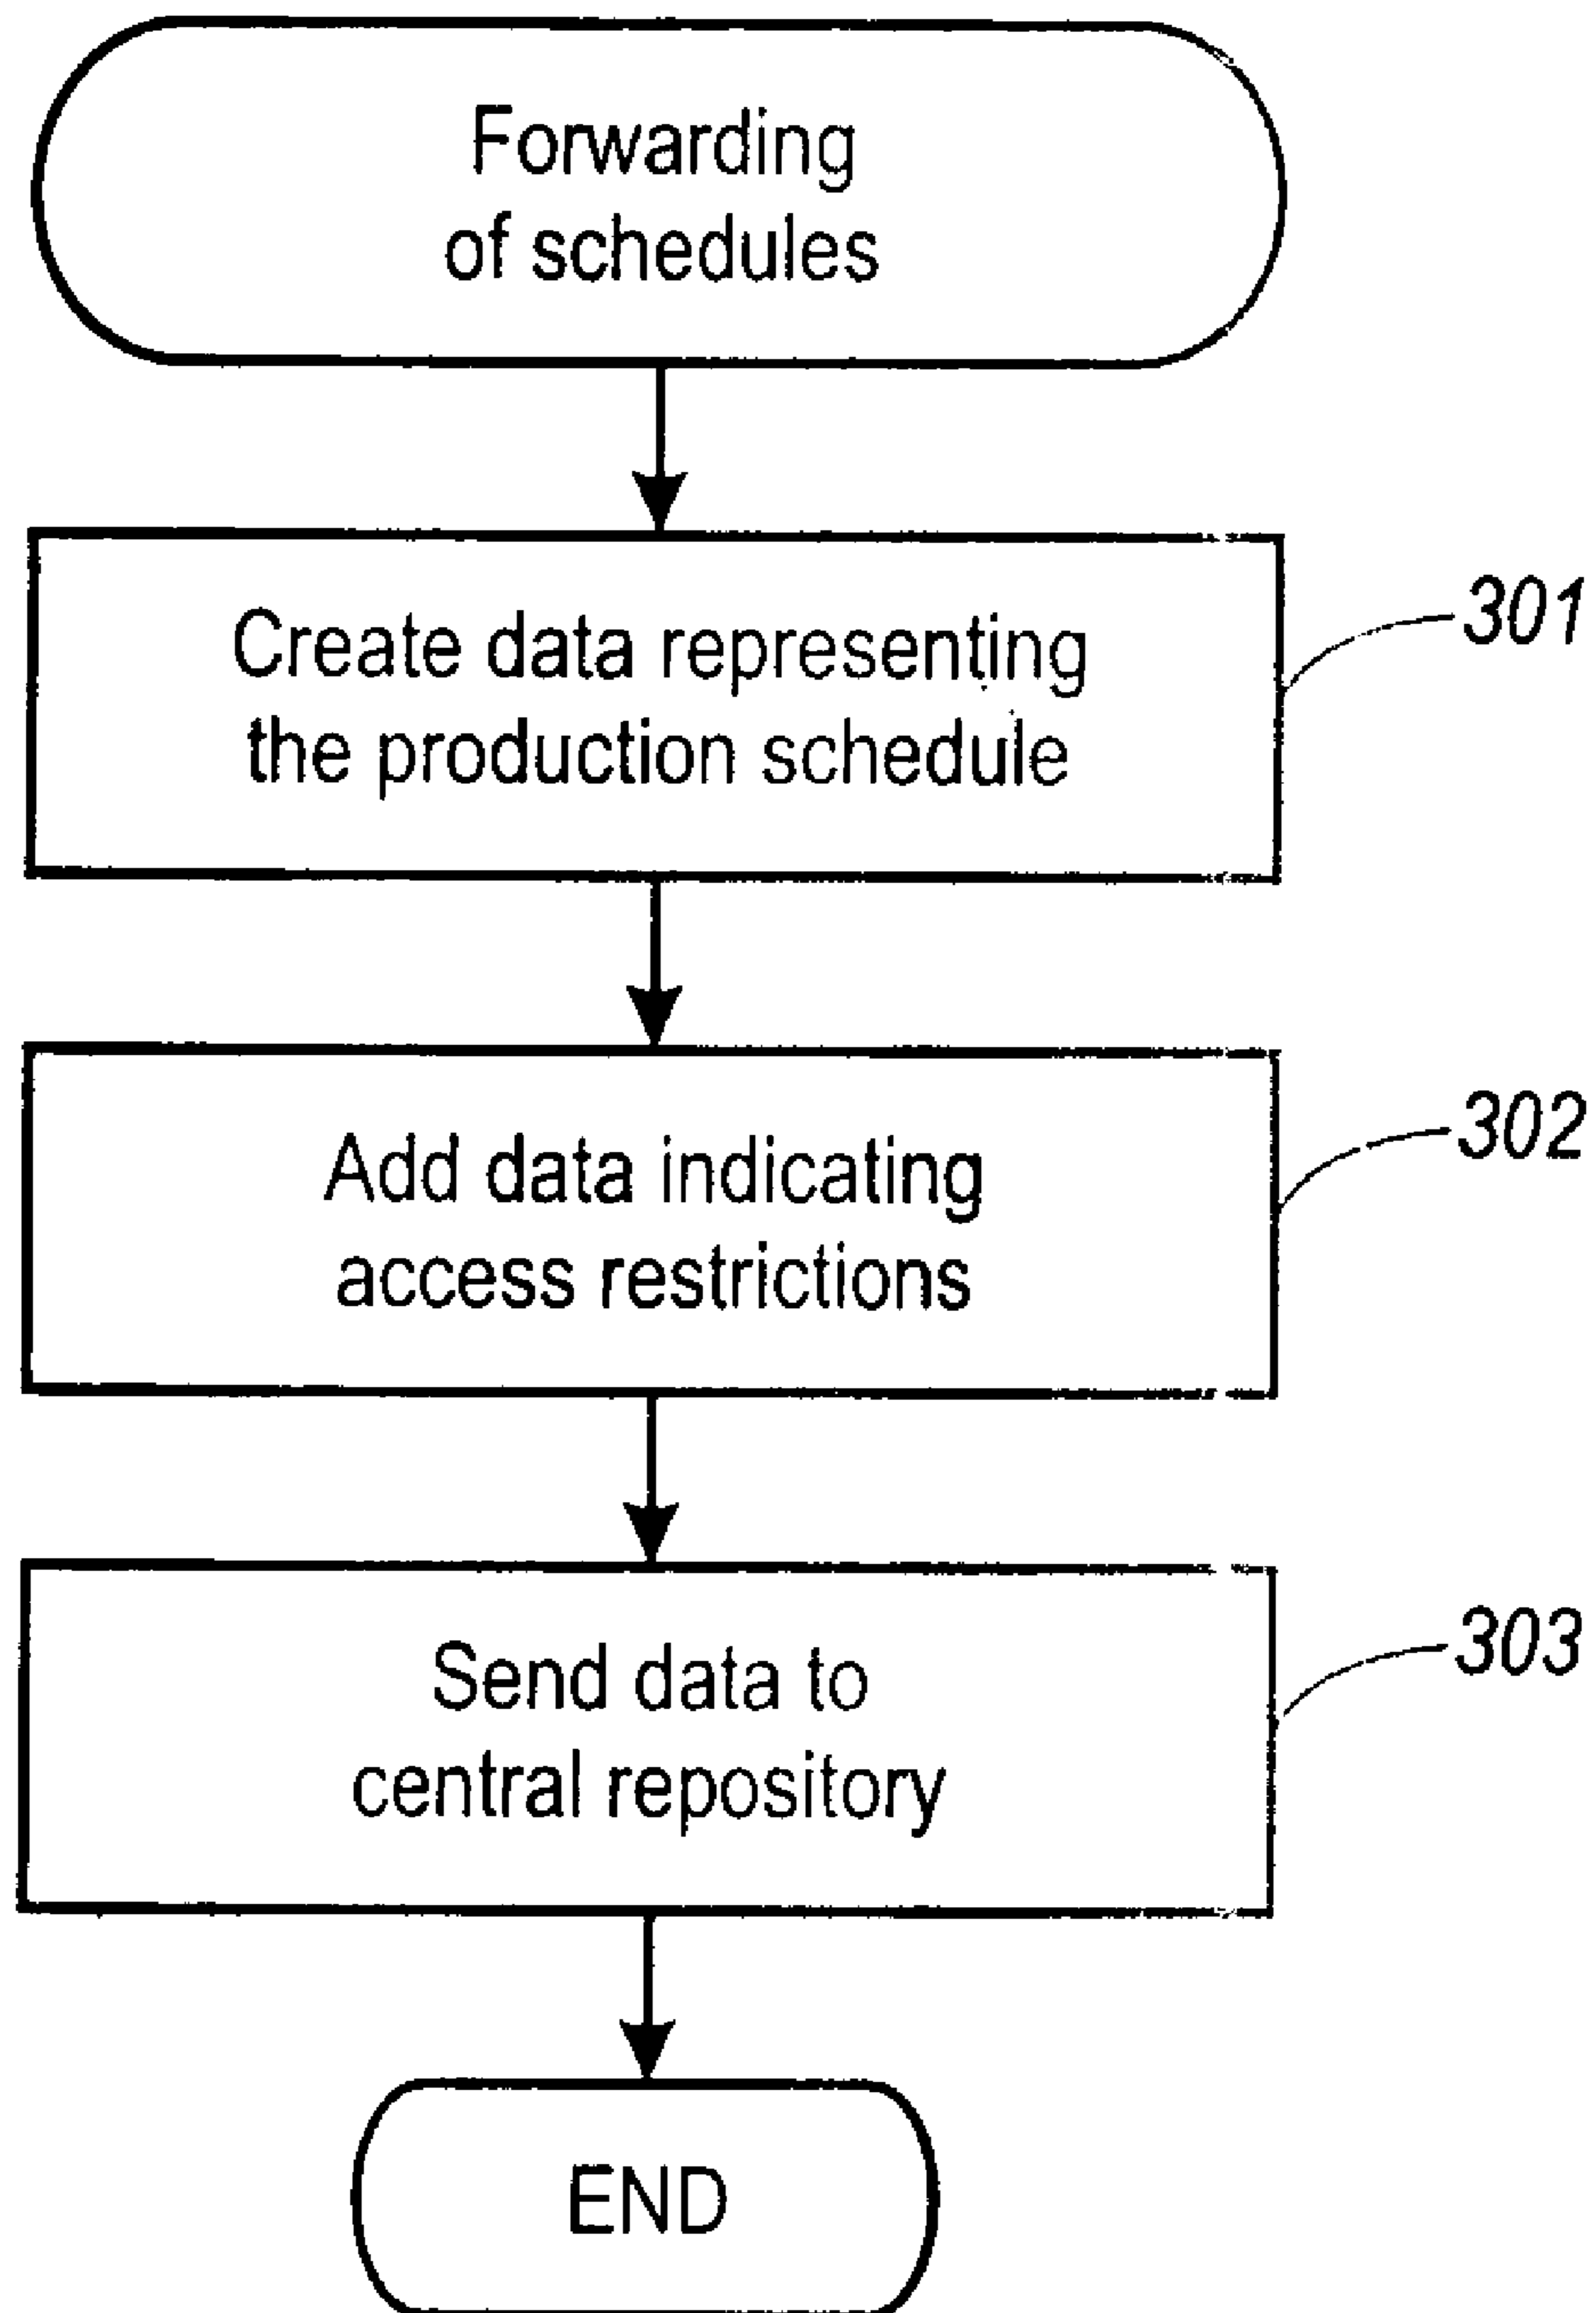 Forwarding
of schedules
Create data representing
the production schedule
301
Add data indicating
access restrictions
302
Send data to
central repository
303
END